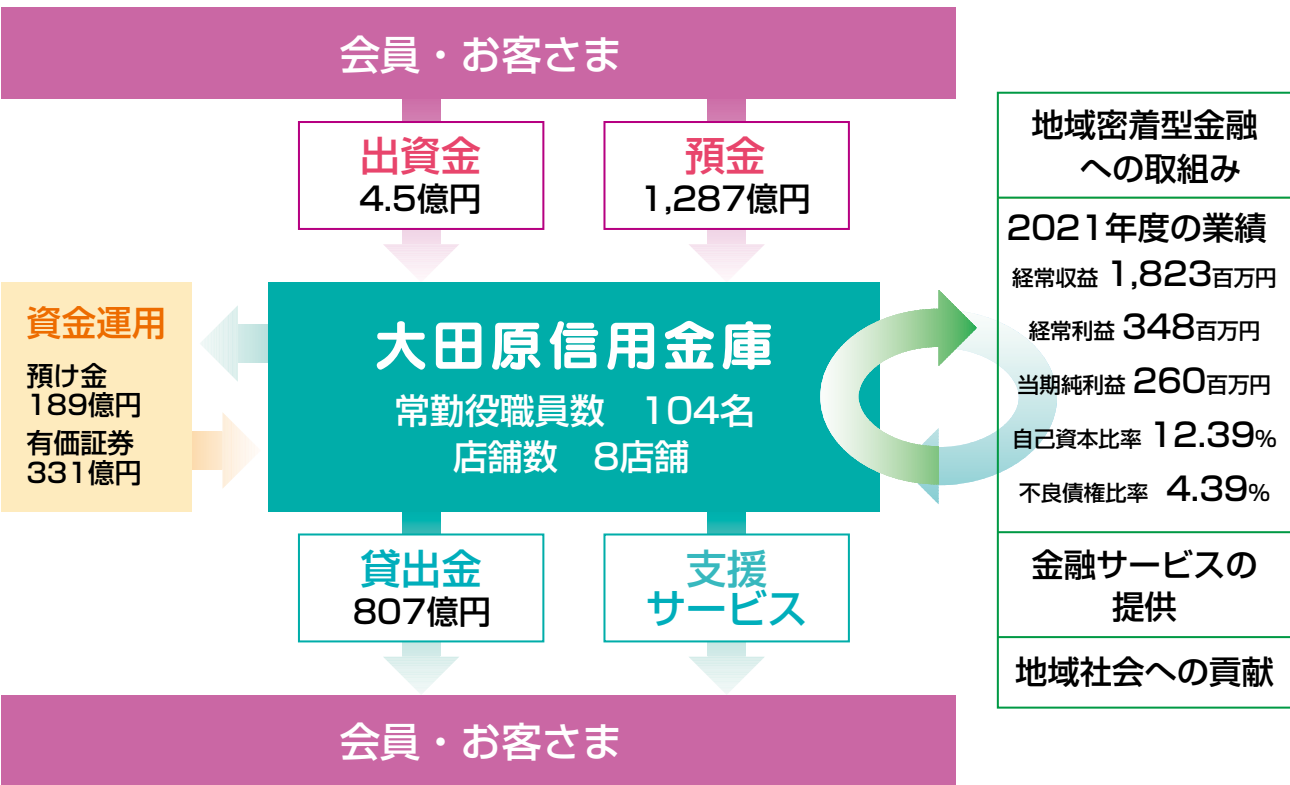 会員・お客さま
出資金
4.5億円
預金
1,287億円
資金運用
預け金
189億円
有価証券
331億円
大田原信用金庫
常勤役職員数 104名
店舗数 8店舗
貸出金
807億円
支援
サービス
会員・お客さま
地域密着型金融
への取組み
2021年度の業績
経常収益 1,823百万円
経常利益 348百万円
当期純利益 260百万円
自己資本比率 12.39%
不良債権比率 4.39%
金融サービスの
提供
地域社会への貢献